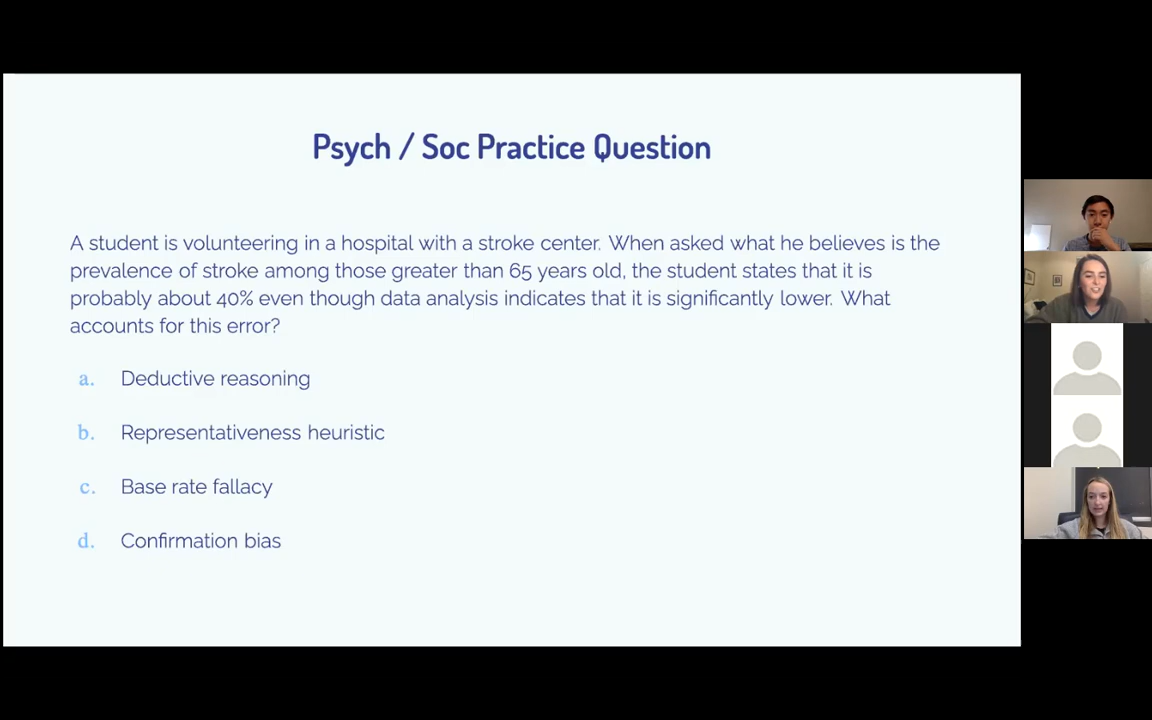 Psych / Soc Practice Question
A student is volunteering in a hospital with a stroke center. When asked what he believes is the
prevalence of stroke among those greater than 65 years old, the student states that it is
probably about 40% even though data analysis indicates that it is significantly lower. What
accounts for this error?
a. Deductive reasoning
b. Representativeness heuristic
c. Base rate fallacy
d. Confirmation bias